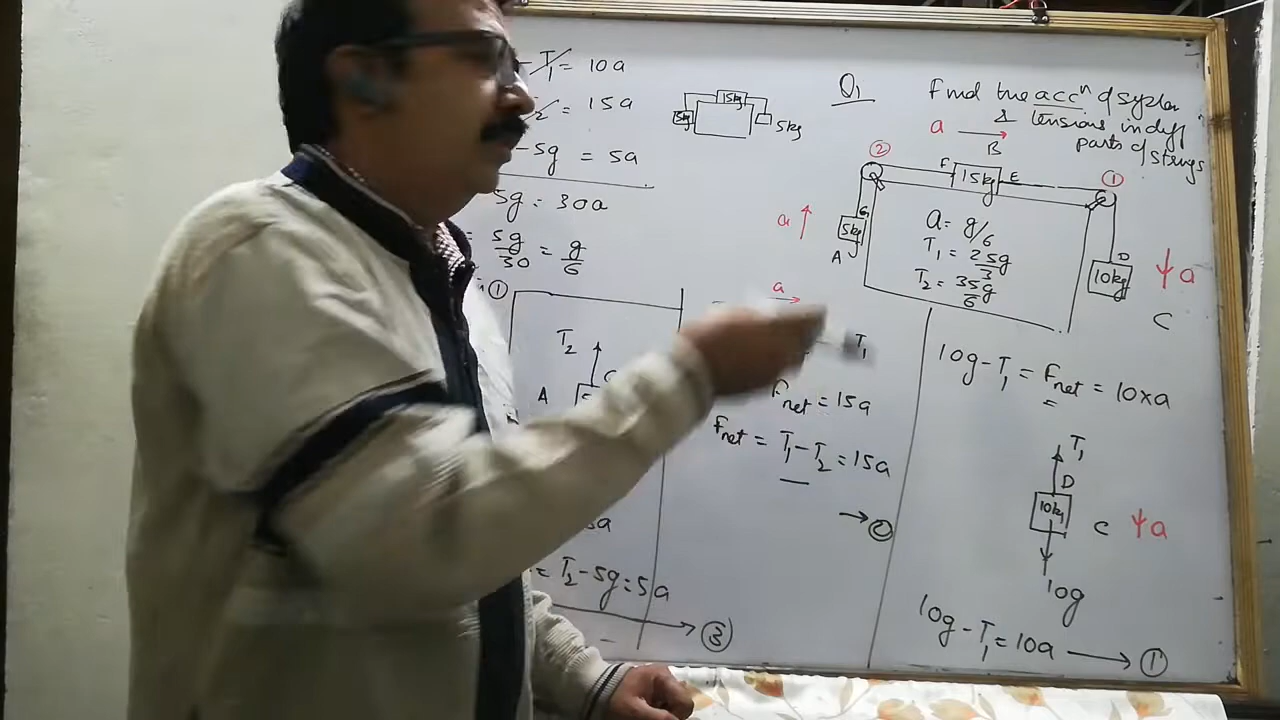 - T₁ = 10a
= 15a
- 5g = 5a
5g = 30a
= 5g/30 = g/6
15kg
5kg
5kg
Q1
Find the accⁿ of system
& tensions in diff
parts of strings
a
B
②
F
15kg
E
①
a
G
5kg
A
a = g/6
T₁ = 25g/3
T₂ = 35g/6
D
10kg
a
C
①
T₂
A
a
T₁
Fnet = 15a
Fnet = T₁ - T₂ = 15a
→ ②
= T₂ - 5g = 5a
→ ③
10g - T₁ = Fnet = 10×a
T₁
D
10kg
C
a
10g
10g - T₁ = 10a → ①